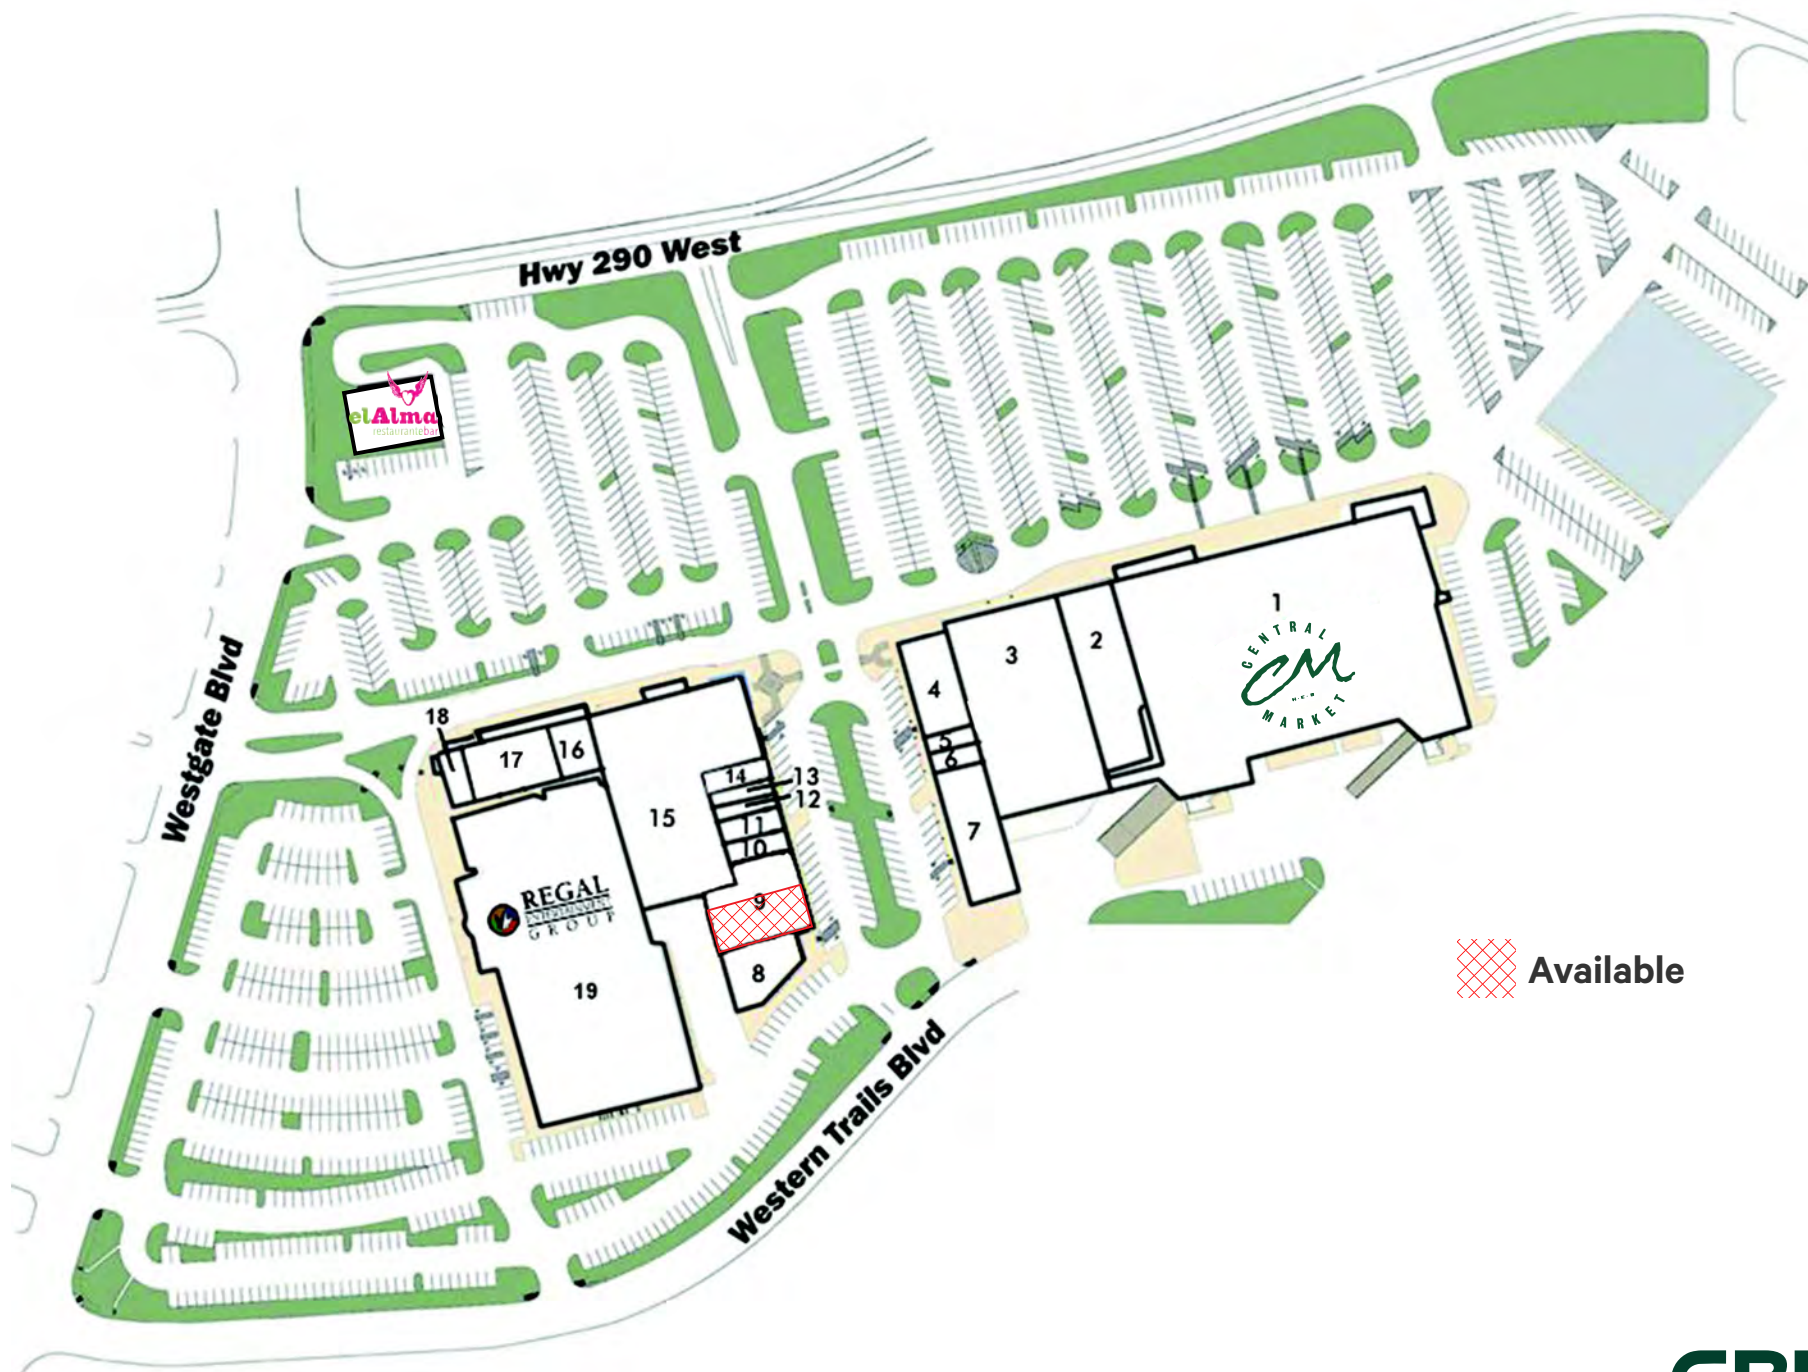 Hwy 290 West
elAlma
restaurantebar
Westgate Blvd
1
CENTRAL
CM
H-E-B
MARKET
2
3
4
5
6
7
18
17
16
15
14
13
12
11
10
9
8
REGAL
ENTERTAINMENT
GROUP
19
Available
Western Trails Blvd